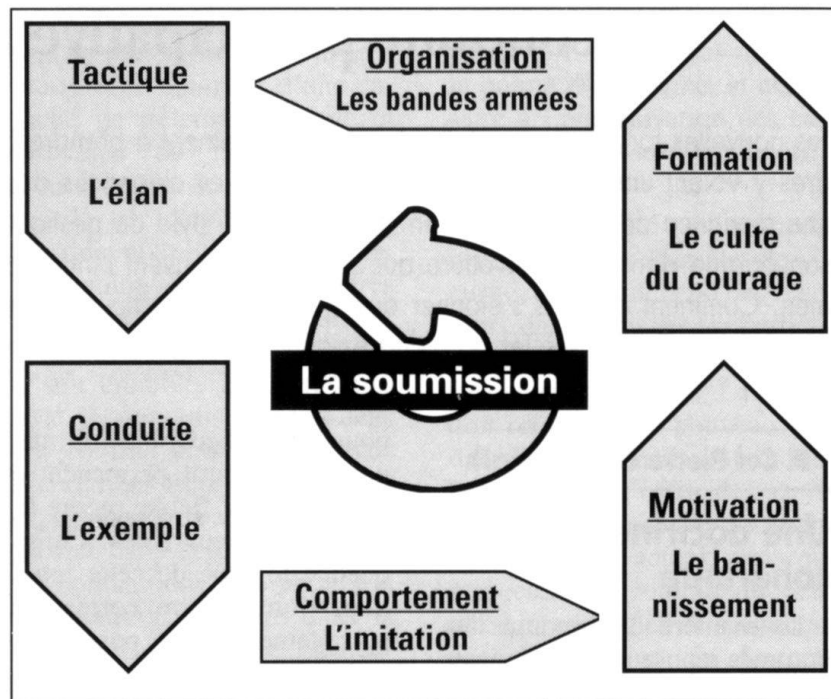 Tactique
L'élan
Organisation
Les bandes armées
Formation
Le culte
du courage
La soumission
Conduite
L'exemple
Comportement
L'imitation
Motivation
Le ban-
nissement